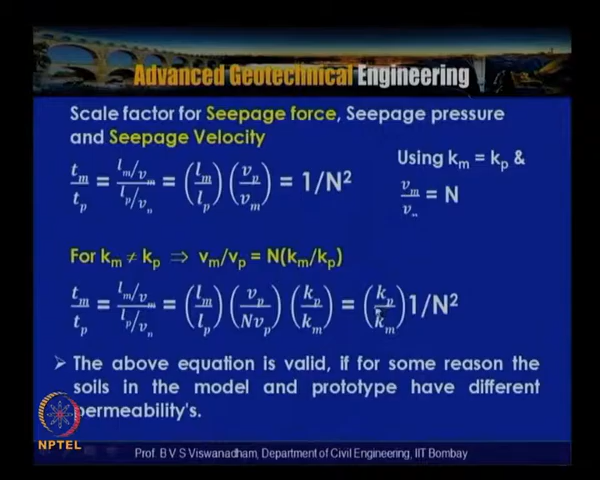 Advanced Geotechnical Engineering
Scale factor for Seepage force, Seepage pressure
and Seepage Velocity
Using kₘ = kₚ &
tₘ/tₚ = (lₘ/vₘ)/(lₚ/vₙ) = (lₘ/lₚ)(vₚ/vₘ) = 1/N²
vₘ/vₙ = N
For kₘ ≠ kₚ ⇒ vₘ/vₚ = N(kₘ/kₚ)
tₘ/tₚ = (lₘ/vₘ)/(lₚ/vₙ) = (lₘ/lₚ)(vₚ/Nvₚ)(kₚ/kₘ) = (kₚ/kₘ)1/N²
➢ The above equation is valid, if for some reason the
soils in the model and prototype have different
permeability's.
NPTEL
Prof. B V S Viswanadham, Department of Civil Engineering, IIT Bombay